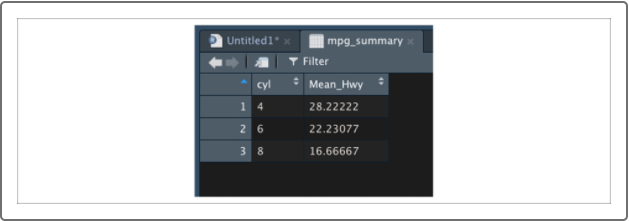 Untitled1* × mpg_summary ×
Filter
cyl Mean_Hwy
1 4 28.22222
2 6 22.23077
3 8 16.66667